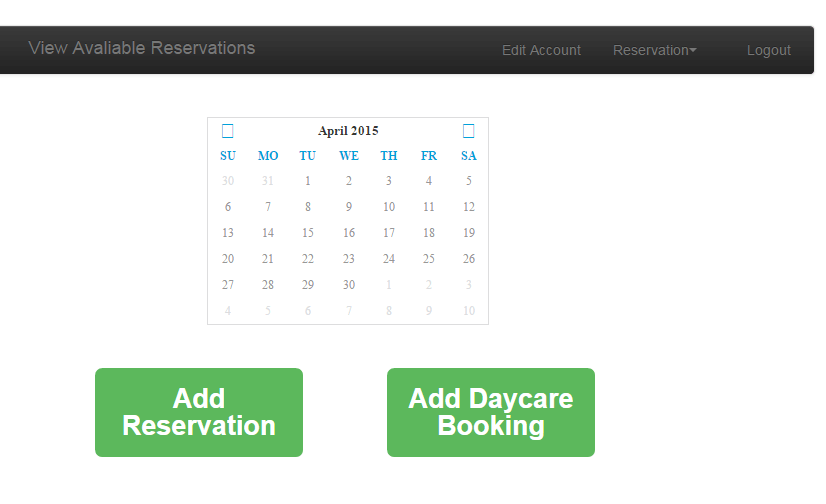 View Avaliable Reservations Edit Account Reservation Logout
April 2015
SU MO TU WE TH FR SA
30 31 1 2 3 4 5
6 7 8 9 10 11 12
13 14 15 16 17 18 19
20 21 22 23 24 25 26
27 28 29 30 1 2 3
4 5 6 7 8 9 10
Add
Reservation
Add Daycare
Booking